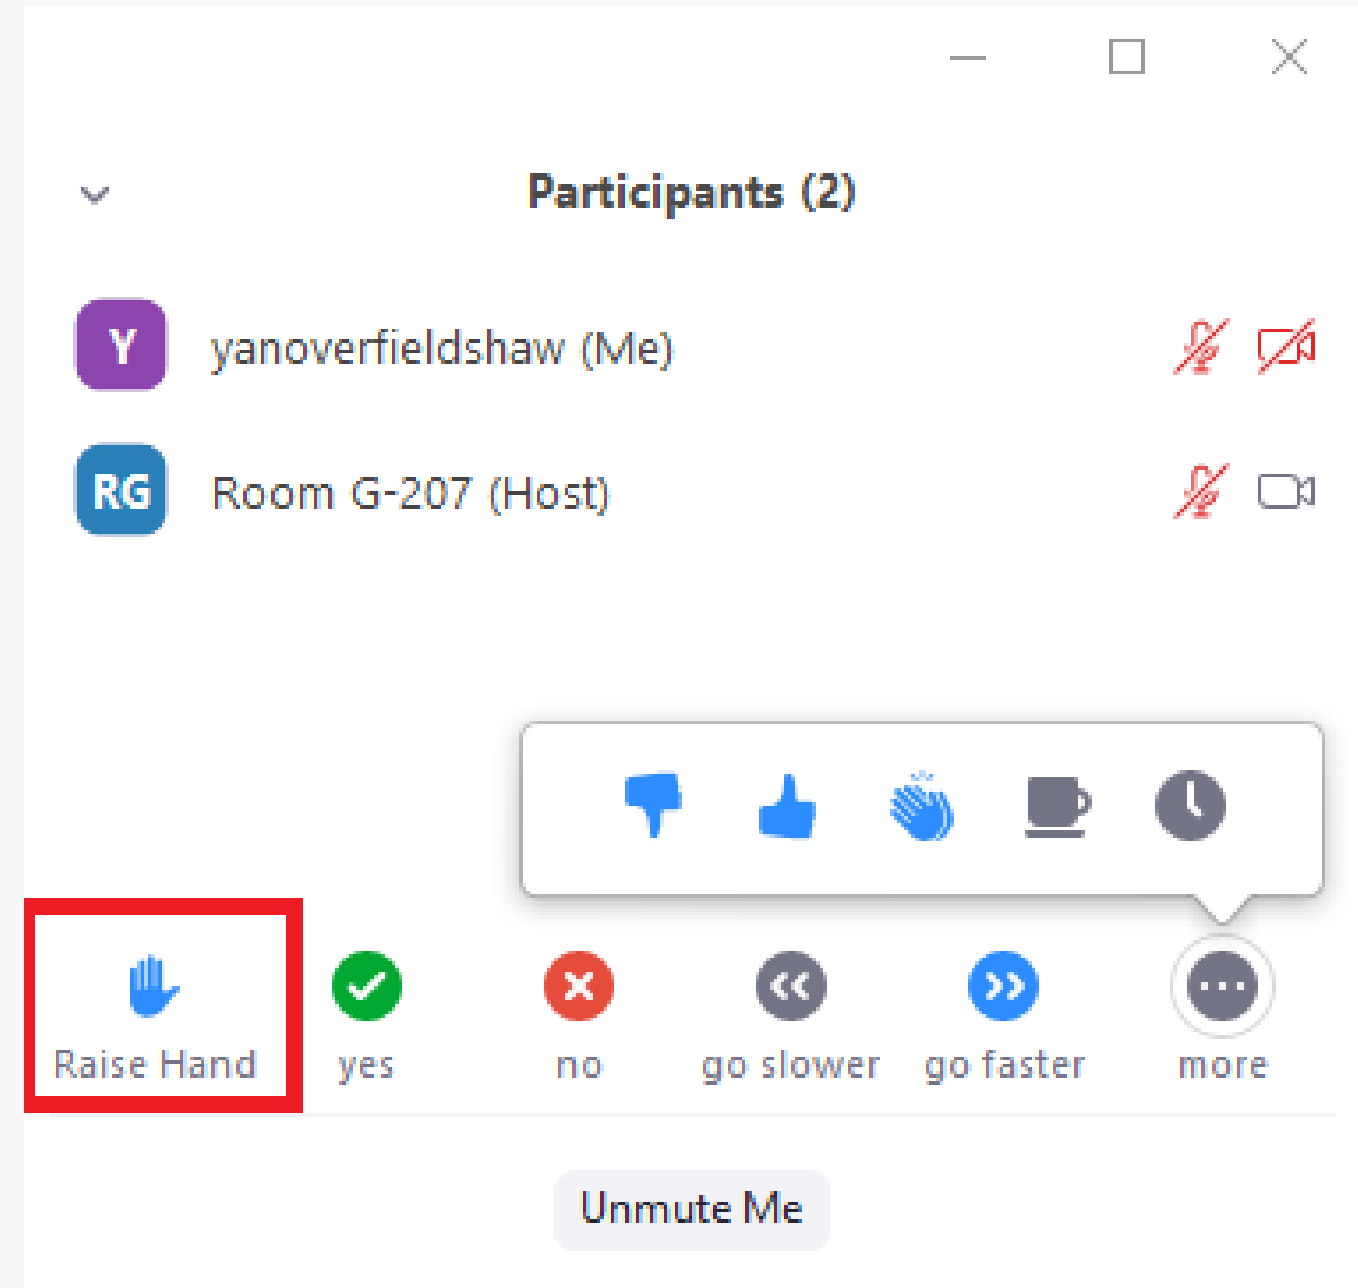 Participants (2)
Y yanoverfieldshaw (Me)
RG Room G-207 (Host)
Raise Hand yes no go slower go faster more
Unmute Me